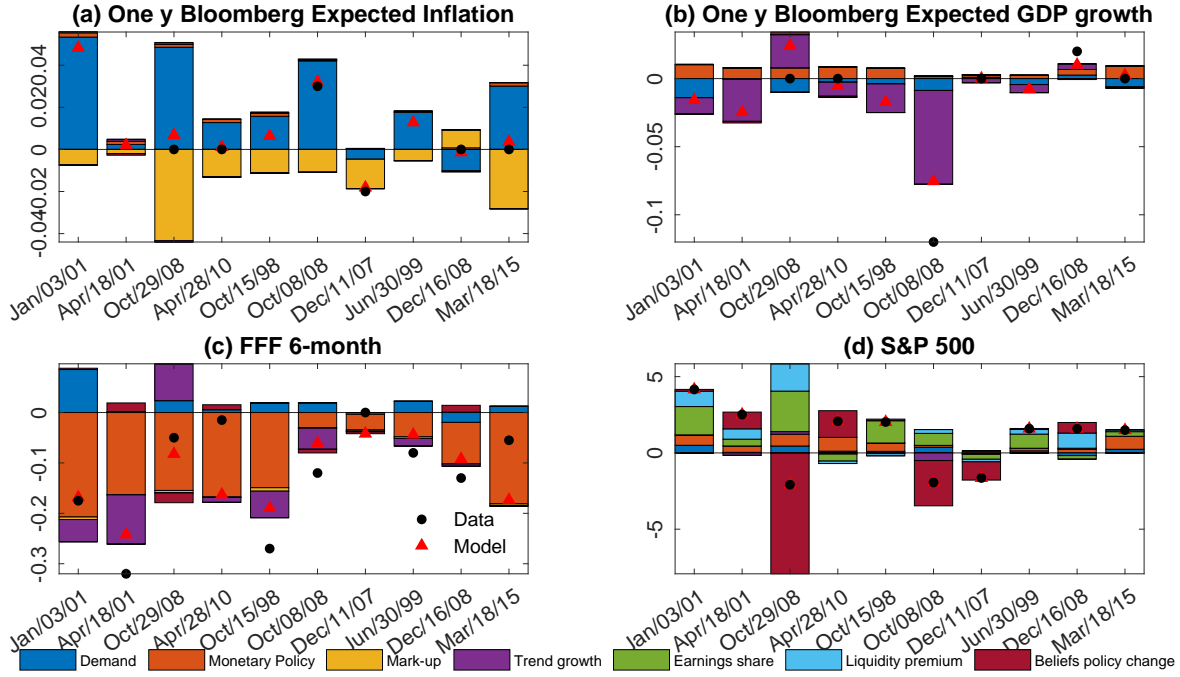 (a) One y Bloomberg Expected Inflation
0.020.04
0
-0.040.02
Jan/03/01
Apr/18/01
Oct/29/08
Apr/28/10
Oct/15/98
Oct/08/08
Dec/11/07
Jun/30/99
Dec/16/08
Mar/18/15
(b) One y Bloomberg Expected GDP growth
0
-0.05
-0.1
Jan/03/01
Apr/18/01
Oct/29/08
Apr/28/10
Oct/15/98
Oct/08/08
Dec/11/07
Jun/30/99
Dec/16/08
Mar/18/15
(c) FFF 6-month
0
-0.1
-0.2
-0.3
Data
Model
Jan/03/01
Apr/18/01
Oct/29/08
Apr/28/10
Oct/15/98
Oct/08/08
Dec/11/07
Jun/30/99
Dec/16/08
Mar/18/15
(d) S&P 500
5
0
-5
Jan/03/01
Apr/18/01
Oct/29/08
Apr/28/10
Oct/15/98
Oct/08/08
Dec/11/07
Jun/30/99
Dec/16/08
Mar/18/15
Demand Monetary Policy Mark-up Trend growth Earnings share Liquidity premium Beliefs policy change